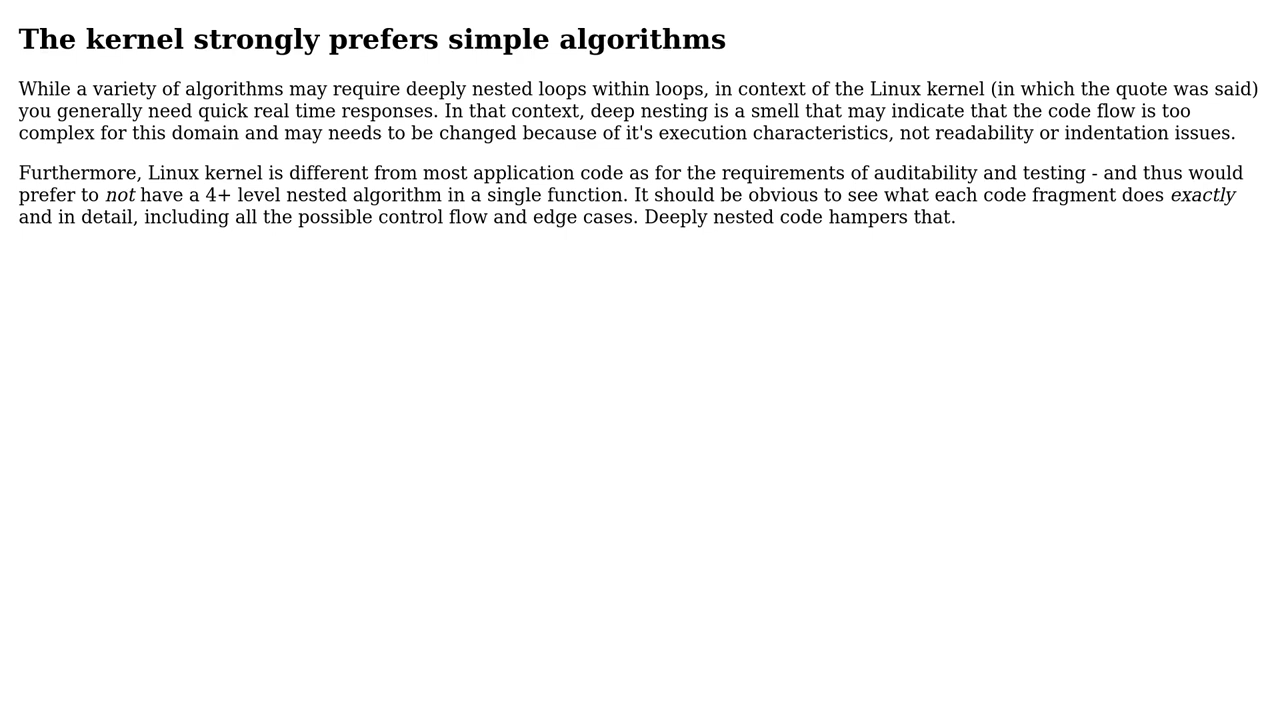 The kernel strongly prefers simple algorithms
While a variety of algorithms may require deeply nested loops within loops, in context of the Linux kernel (in which the quote was said)
you generally need quick real time responses. In that context, deep nesting is a smell that may indicate that the code flow is too
complex for this domain and may needs to be changed because of it's execution characteristics, not readability or indentation issues.
Furthermore, Linux kernel is different from most application code as for the requirements of auditability and testing - and thus would
prefer to not have a 4+ level nested algorithm in a single function. It should be obvious to see what each code fragment does exactly
and in detail, including all the possible control flow and edge cases. Deeply nested code hampers that.